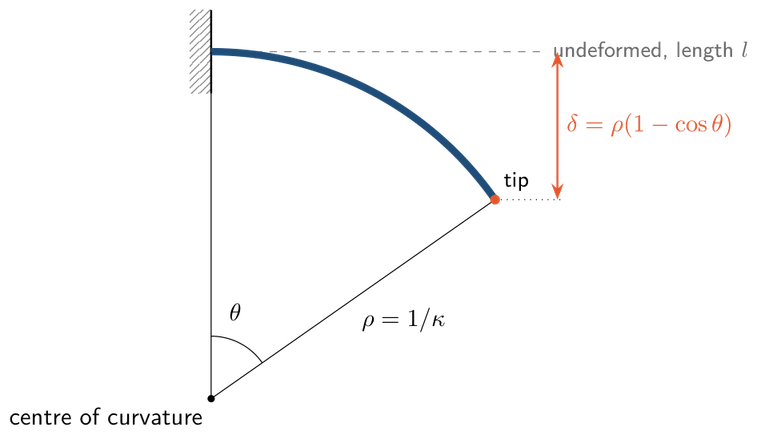 undeformed, length l
δ = ρ(1 − cos θ)
tip
θ
ρ = 1/κ
centre of curvature